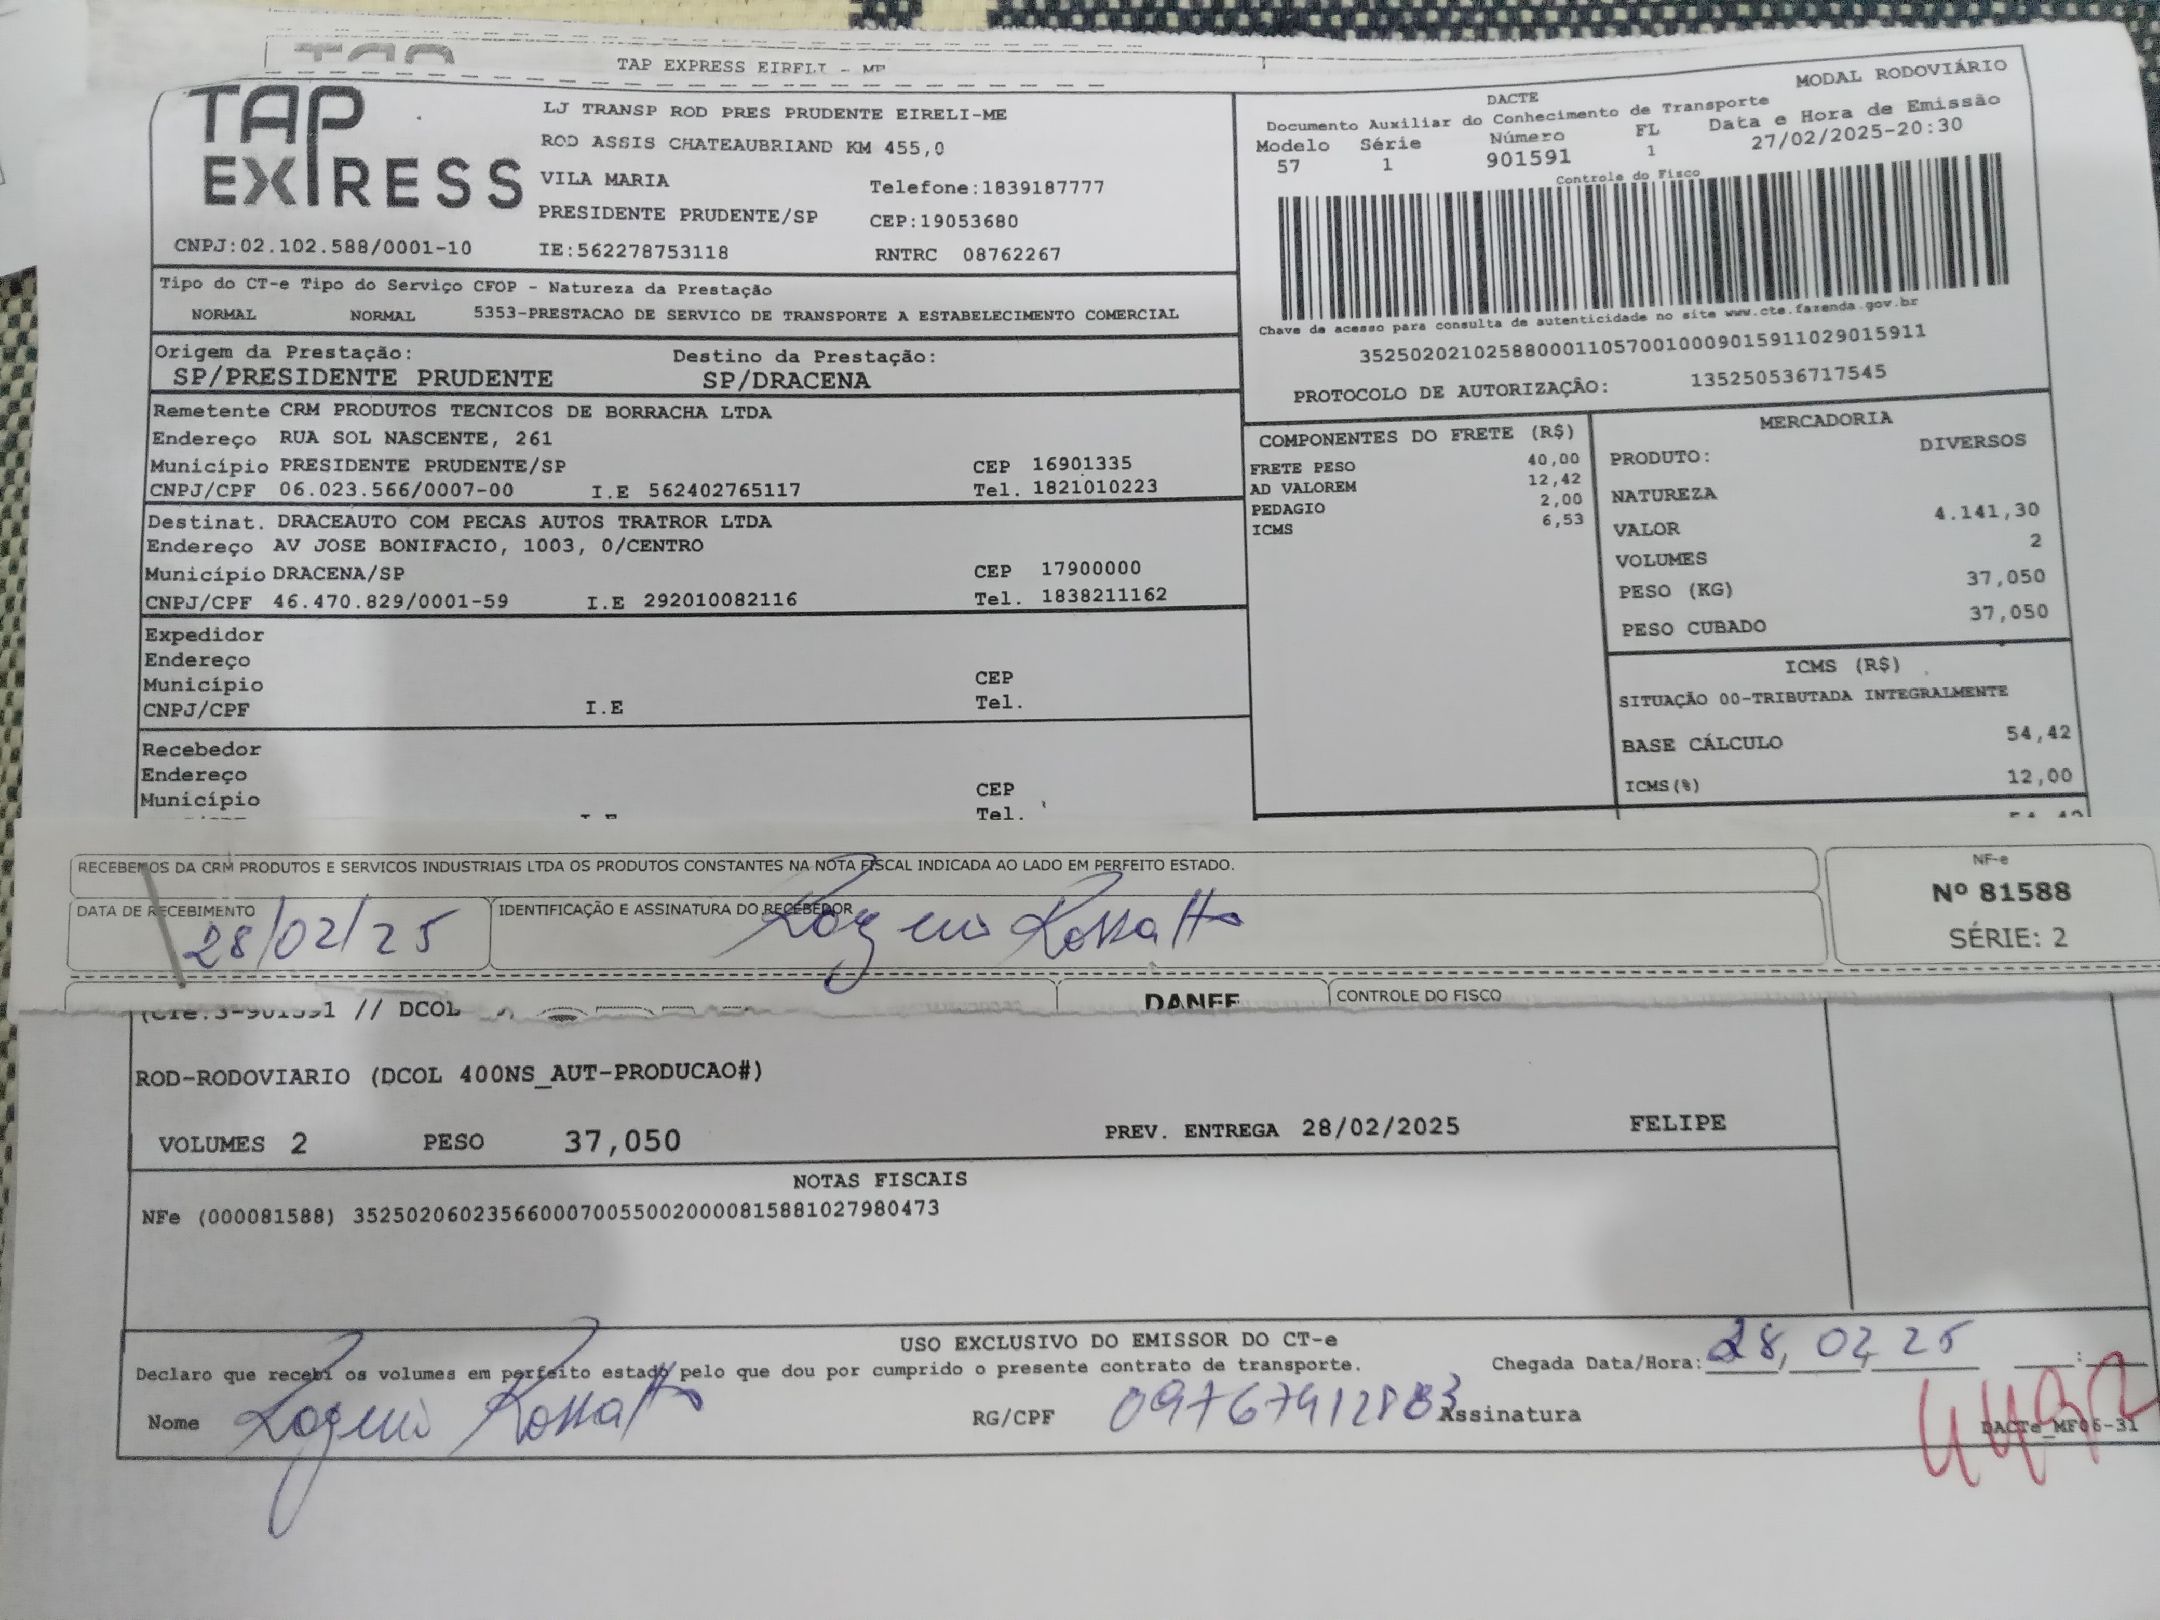 TAP EXPRESS EIRELI - ME
TAP
EXPRESS
LJ TRANSP ROD PRES PRUDENTE EIRELI-ME
ROD ASSIS CHATEAUBRIAND KM 455,0
VILA MARIA Telefone:1839187777
PRESIDENTE PRUDENTE/SP CEP:19053680
CNPJ:02.102.588/0001-10 IE:562278753118 RNTRC 08762267
MODAL RODOVIÁRIO
DACTE
Documento Auxiliar do Conhecimento de Transporte
Modelo Série Número FL Data e Hora de Emissão
57 1 901591 1 27/02/2025-20:30
Controle do Fisco
Chave de acesso para consulta de autenticidade no site www.cte.fazenda.gov.br
35250202102588000110570010009015911029015911
PROTOCOLO DE AUTORIZAÇÃO: 135250536717545
Tipo do CT-e Tipo do Serviço CFOP - Natureza da Prestação
NORMAL NORMAL 5353-PRESTACAO DE SERVICO DE TRANSPORTE A ESTABELECIMENTO COMERCIAL
Origem da Prestação: Destino da Prestação:
SP/PRESIDENTE PRUDENTE SP/DRACENA
Remetente CRM PRODUTOS TECNICOS DE BORRACHA LTDA
Endereço RUA SOL NASCENTE, 261
Município PRESIDENTE PRUDENTE/SP CEP 16901335
CNPJ/CPF 06.023.566/0007-00 I.E 562402765117 Tel. 1821010223
Destinat. DRACEAUTO COM PECAS AUTOS TRATROR LTDA
Endereço AV JOSE BONIFACIO, 1003, 0/CENTRO
Município DRACENA/SP CEP 17900000
CNPJ/CPF 46.470.829/0001-59 I.E 292010082116 Tel. 1838211162
Expedidor
Endereço
Município CEP
CNPJ/CPF I.E Tel.
Recebedor
Endereço
Município CEP
Tel.
COMPONENTES DO FRETE (R$)
FRETE PESO 40,00
AD VALOREM 12,42
PEDAGIO 2,00
ICMS 6,53
MERCADORIA
PRODUTO: DIVERSOS
NATUREZA
VALOR 4.141,30
VOLUMES 2
PESO (KG) 37,050
PESO CUBADO 37,050
ICMS (R$)
SITUAÇÃO 00-TRIBUTADA INTEGRALMENTE
BASE CÁLCULO 54,42
ICMS(%) 12,00
RECEBEMOS DA CRM PRODUTOS E SERVICOS INDUSTRIAIS LTDA OS PRODUTOS CONSTANTES NA NOTA FISCAL INDICADA AO LADO EM PERFEITO ESTADO.
DATA DE RECEBIMENTO IDENTIFICAÇÃO E ASSINATURA DO RECEBEDOR
28/02/25 Rogerio Rossatto
NF-e
Nº 81588
SÉRIE: 2
DANFE CONTROLE DO FISCO
// DCOL
ROD-RODOVIARIO (DCOL 400NS_AUT-PRODUCAO#)
VOLUMES 2 PESO 37,050 PREV. ENTREGA 28/02/2025 FELIPE
NOTAS FISCAIS
NFe (000081588) 35250206023566000700550020000815881027980473
USO EXCLUSIVO DO EMISSOR DO CT-e
Declaro que recebi os volumes em perfeito estado pelo que dou por cumprido o presente contrato de transporte. Chegada Data/Hora: 28/02/25
Nome Rogerio Rossatto RG/CPF Assinatura
DACTe_MF06-31